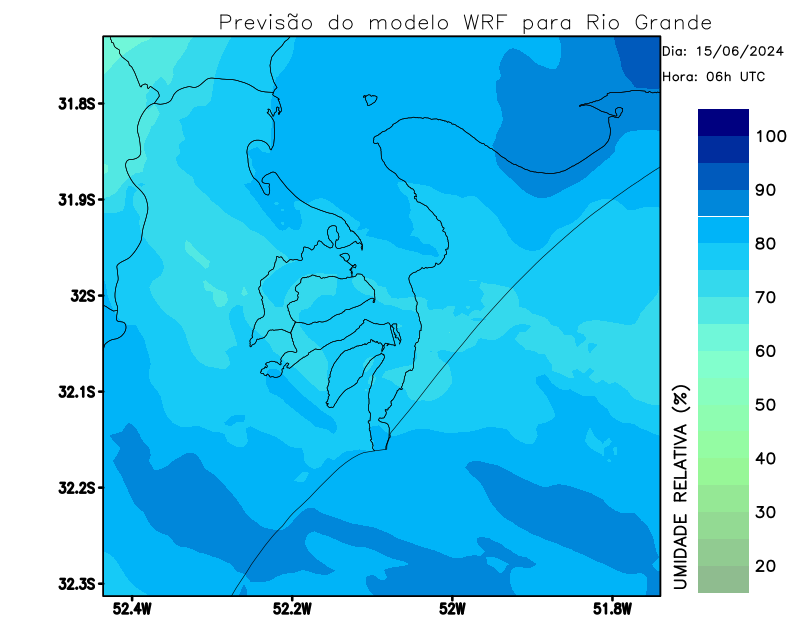 Previsão do modelo WRF para Rio Grande
Dia: 15/06/2024
Hora: 06h UTC
31.8S
31.9S
32S
32.1S
32.2S
32.3S
52.4W
52.2W
52W
51.8W
UMIDADE RELATIVA (%)
100
90
80
70
60
50
40
30
20